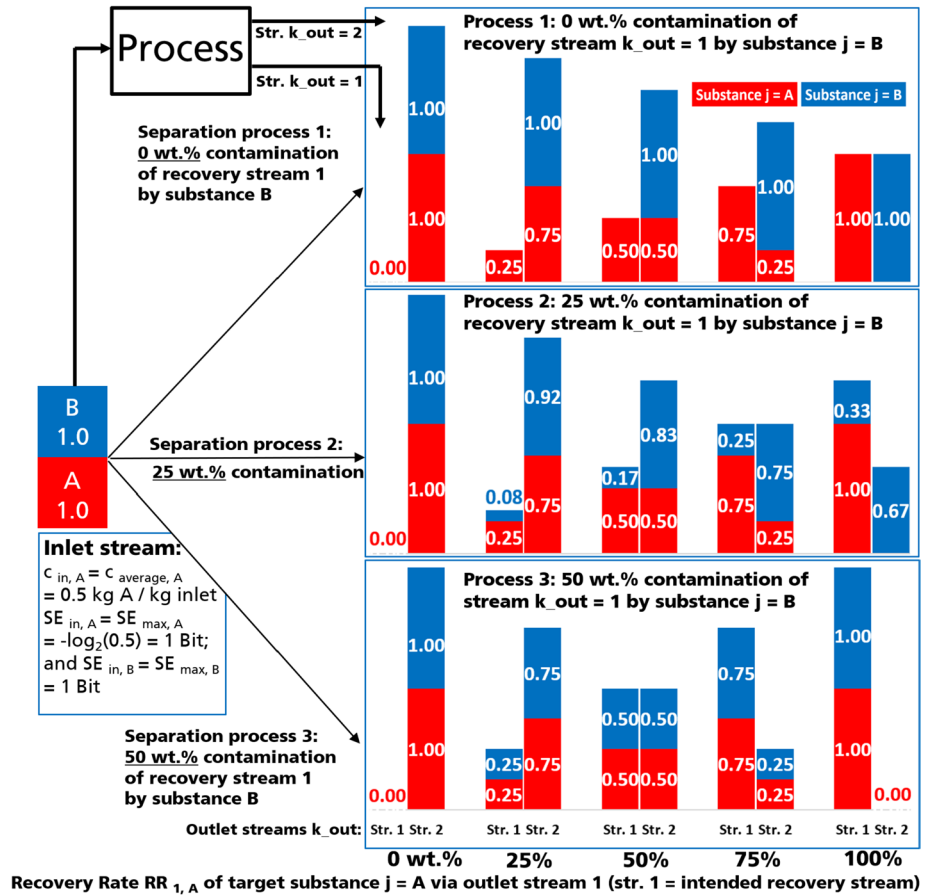 Process
Str. k_out = 2
Str. k_out = 1
Separation process 1:
0 wt.% contamination
of recovery stream 1
by substance B
Process 1: 0 wt.% contamination of
recovery stream k_out = 1 by substance j = B
Substance j = A
Substance j = B
1.00
1.00
0.00
1.00
0.75
0.25
1.00
0.50
0.50
1.00
0.75
0.25
1.00
1.00
Process 2: 25 wt.% contamination of
recovery stream k_out = 1 by substance j = B
1.00
1.00
0.00
0.08
0.25
0.92
0.75
0.17
0.50
0.83
0.50
0.25
0.75
0.75
0.25
0.33
1.00
0.67
B
1.0
A
1.0
Separation process 2:
25 wt.% contamination
Inlet stream:
c in, A = c average, A
= 0.5 kg A / kg inlet
SE in, A = SE max, A
= -log2(0.5) = 1 Bit;
and SE in, B = SE max, B
= 1 Bit
Separation process 3:
50 wt.% contamination
of recovery stream 1
by substance B
Process 3: 50 wt.% contamination of
stream k_out = 1 by substance j = B
1.00
1.00
0.00
0.25
0.25
0.75
0.75
0.50
0.50
0.50
0.50
0.75
0.75
0.25
0.25
1.00
1.00
0.00
Outlet streams k_out: Str. 1 Str. 2 Str. 1 Str. 2 Str. 1 Str. 2 Str. 1 Str. 2 Str. 1 Str. 2
0 wt.% 25% 50% 75% 100%
Recovery Rate RR 1, A of target substance j = A via outlet stream 1 (str. 1 = intended recovery stream)